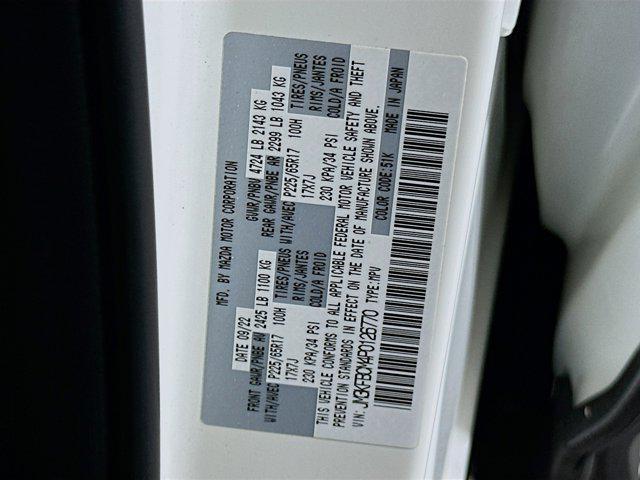 MFD. BY MAZDA MOTOR CORPORATION
DATE 09/22 GVWR/PNBV 4724 LB 2143 KG
FRONT GAWR/PNBE AV 2425 LB 1100 KG REAR GAWR/PNBE AR 2299 LB 1043 KG
TIRES/PNEUS WITH/AVEC P225/65R17 100H TIRES/PNEUS WITH/AVEC P225/65R17 100H TIRES/PNEUS
RIMS/JANTES 17X7J RIMS/JANTES 17X7J
COLD/A FROID 230 KPA/34 PSI COLD/A FROID 230 KPA/34 PSI
THIS VEHICLE CONFORMS TO ALL APPLICABLE FEDERAL MOTOR VEHICLE SAFETY AND THEFT
PREVENTION STANDARDS IN EFFECT ON THE DATE OF MANUFACTURE SHOWN ABOVE.
VIN: TYPE:MPV COLOR CODE:51K MADE IN JAPAN